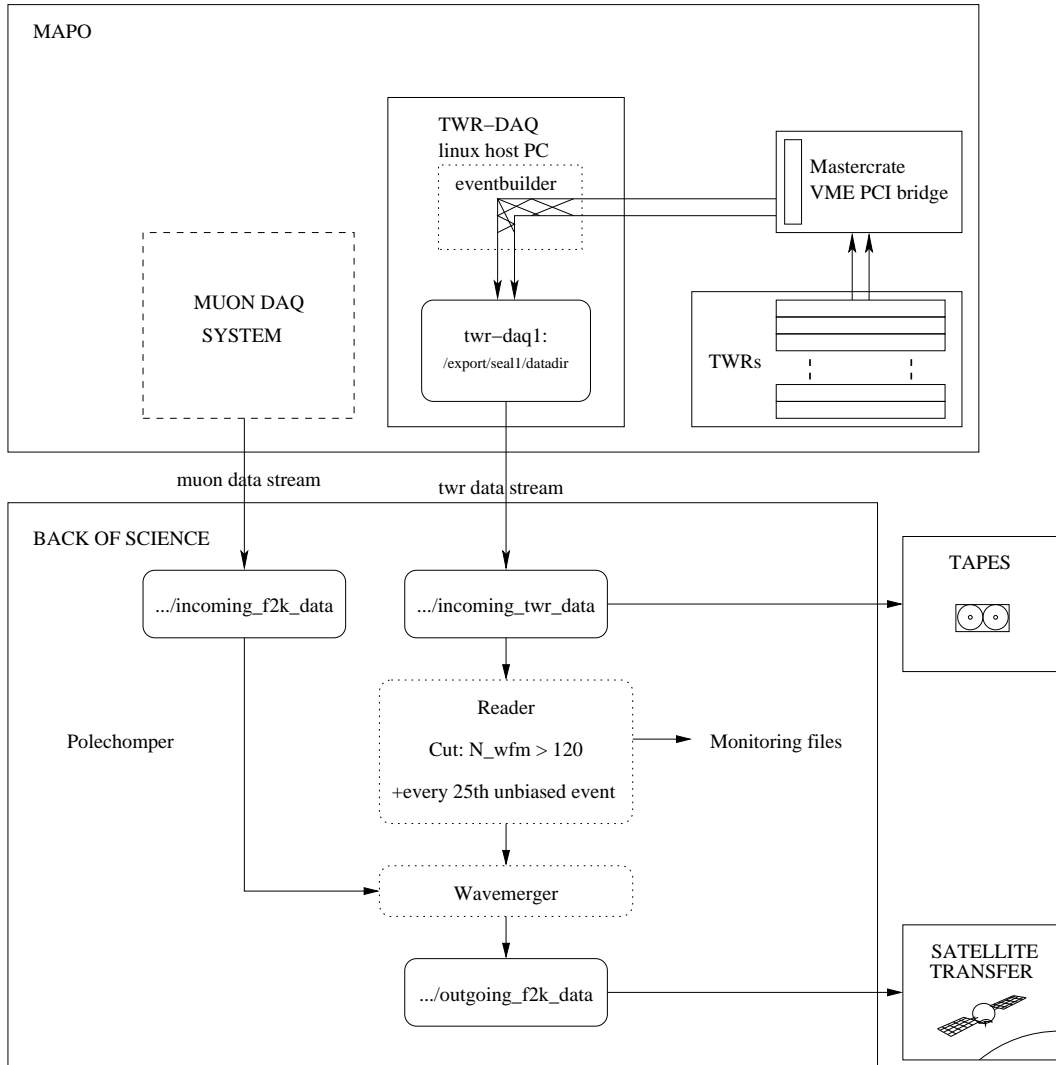 MAPO
TWR–DAQ
linux host PC
eventbuilder
Mastercrate
VME PCI bridge
MUON DAQ
SYSTEM
twr–daq1:
/export/seal1/datadir
TWRs
muon data stream
twr data stream
BACK OF SCIENCE
TAPES
.../incoming_f2k_data
.../incoming_twr_data
Reader
Polechomper
Cut: N_wfm > 120
Monitoring files
+every 25th unbiased event
Wavemerger
SATELLITE
TRANSFER
.../outgoing_f2k_data